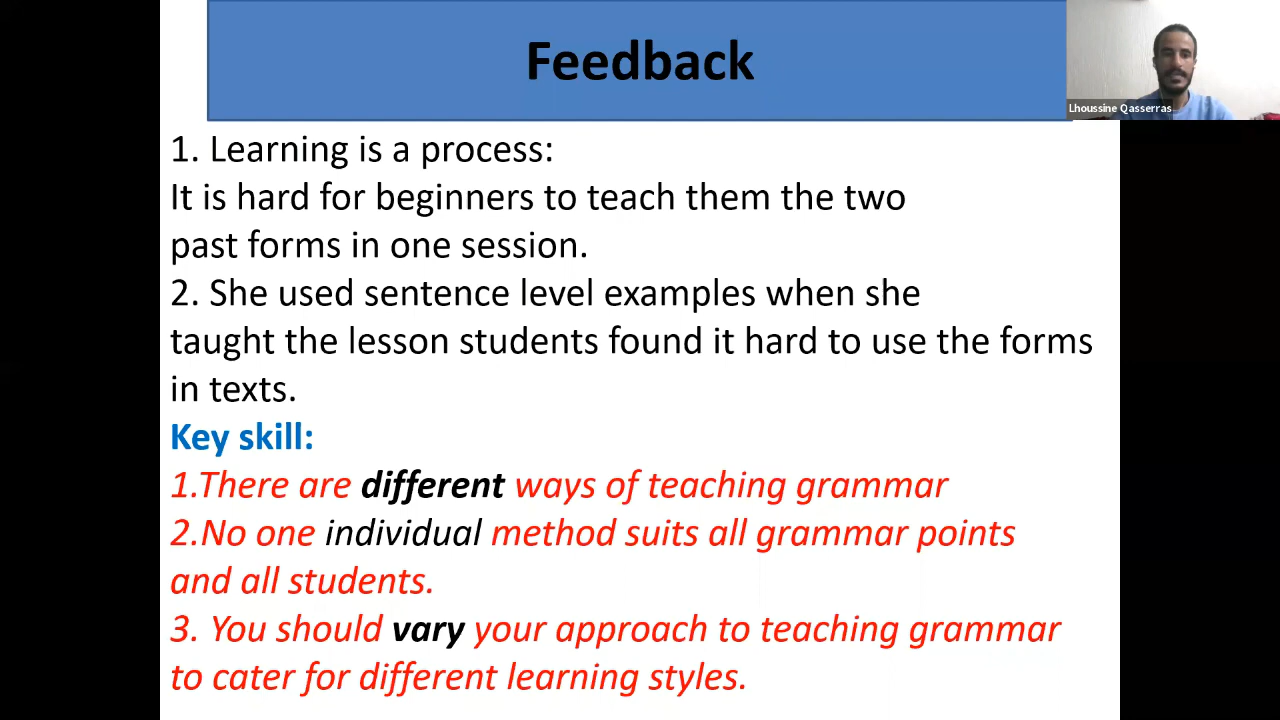 Feedback
Lhoussine Qasserras
1. Learning is a process:
It is hard for beginners to teach them the two
past forms in one session.
2. She used sentence level examples when she
taught the lesson students found it hard to use the forms
in texts.
Key skill:
1.There are different ways of teaching grammar
2.No one individual method suits all grammar points
and all students.
3. You should vary your approach to teaching grammar
to cater for different learning styles.